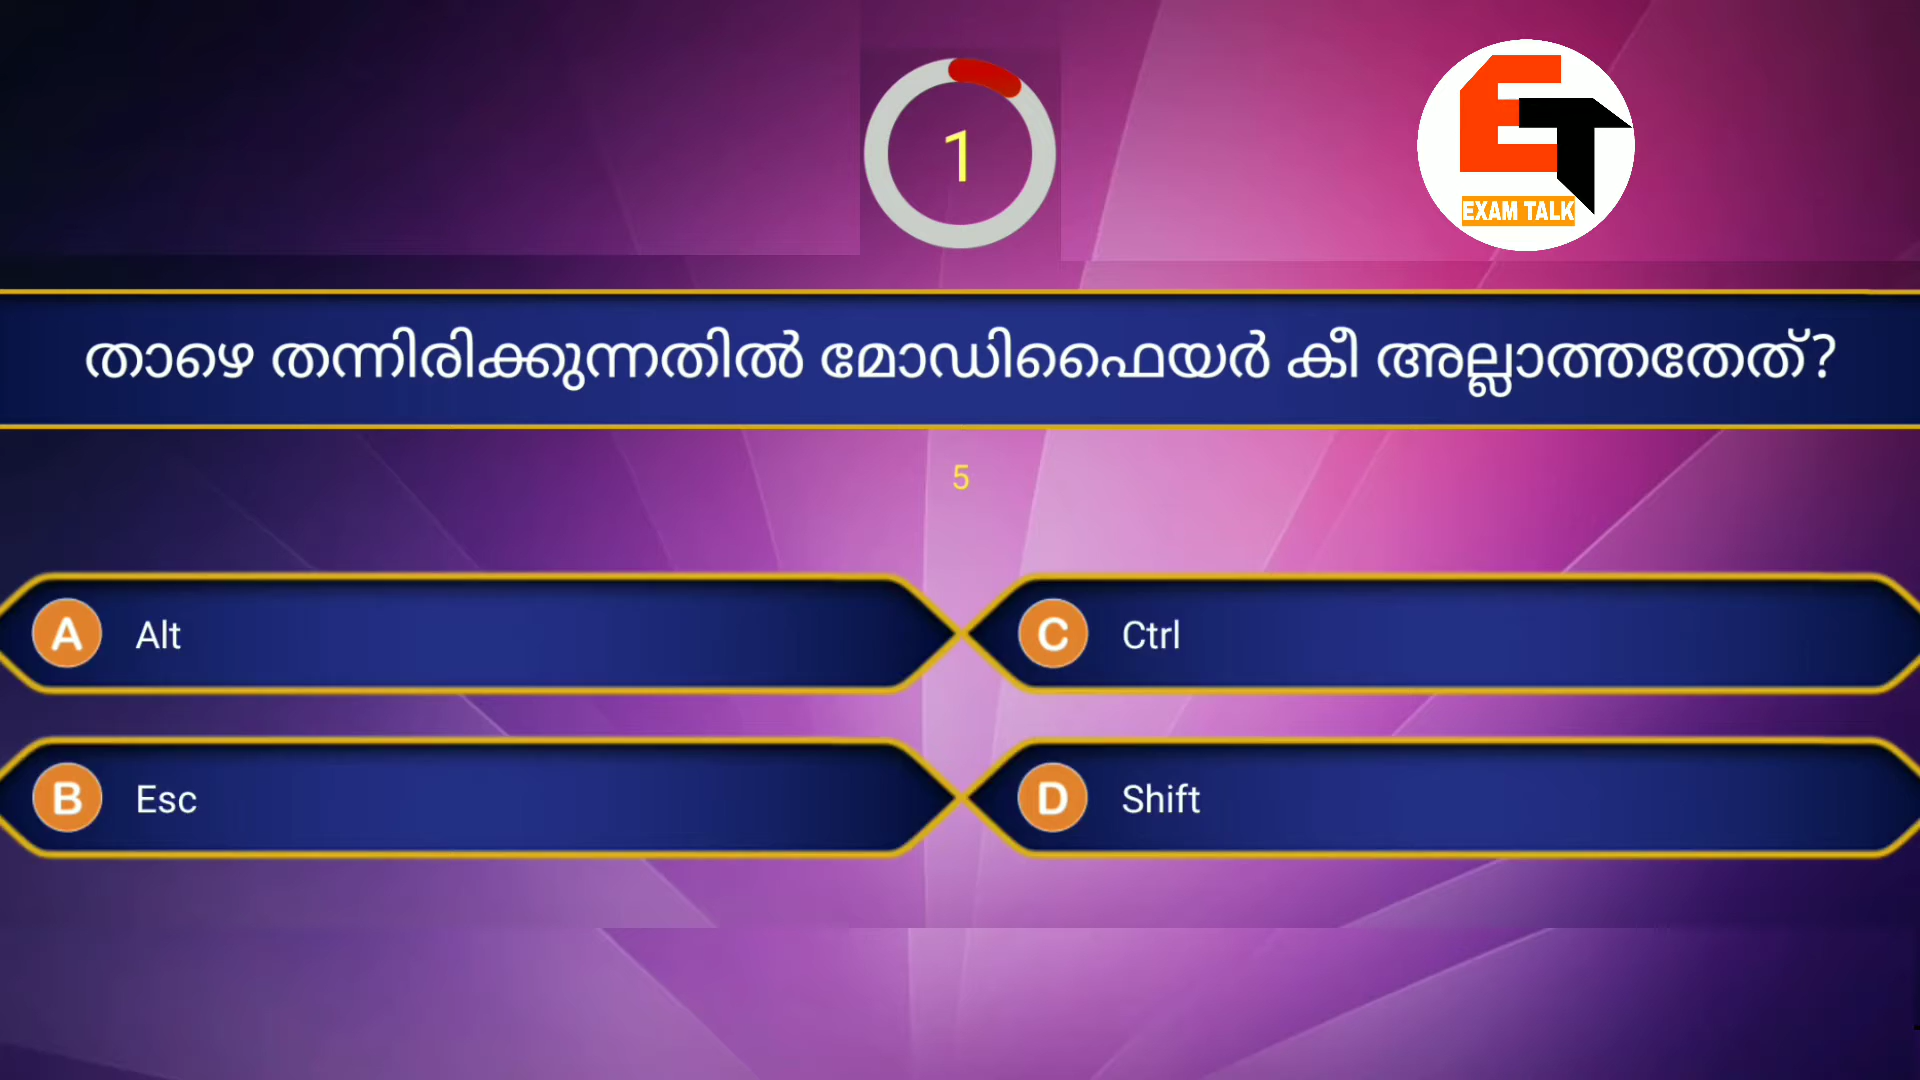 1
EXAM TALK
താഴെ തന്നിരിക്കുന്നതിൽ മോഡിഫൈയർ കീ അല്ലാത്തതേത്?
5
A Alt
C Ctrl
B Esc
D Shift